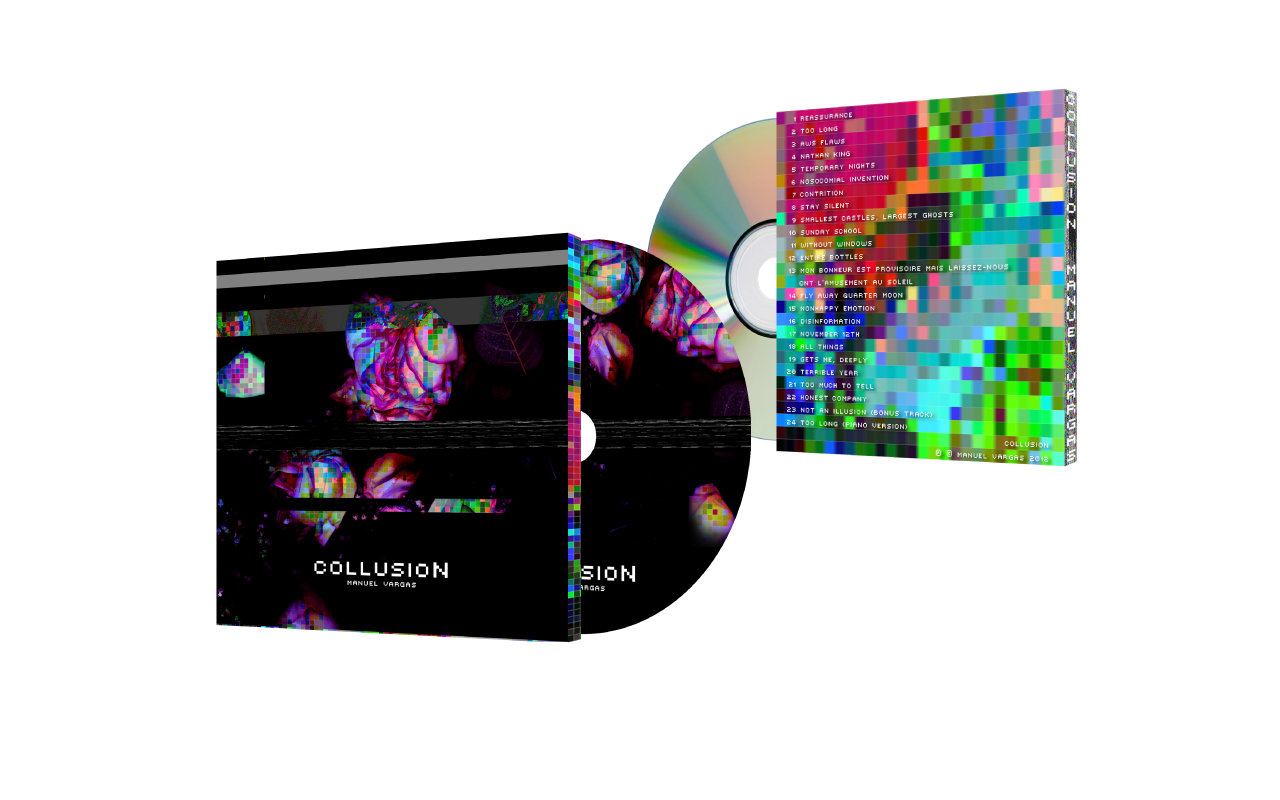 COLLUSION
MANUEL VARGAS
SION
ARGAS
1 REASSURANCE
2 TOO LONG
3 AWS FLAWS
4 NATHAN KING
5 TEMPORARY NIGHTS
6 NOSOCOMIAL INVENTION
7 CONTRITION
8 STAY SILENT
9 SMALLEST CASTLES, LARGEST GHOSTS
10 SUNDAY SCHOOL
11 WITHOUT WINDOWS
12 ENTIRE BOTTLES
13 MON BONHEUR EST PROVISOIRE MAIS LAISSEZ-NOUS
ONT L'AMUSEMENT AU SOLEIL
14 FLY AWAY QUARTER MOON
15 NONHAPPY EMOTION
16 DISINFORMATION
17 NOVEMBER 12TH
18 ALL THINGS
19 GETS ME, DEEPLY
20 TERRIBLE YEAR
21 TOO MUCH TO TELL
22 HONEST COMPANY
23 NOT AN ILLUSION (BONUS TRACK)
24 TOO LONG (PIANO VERSION)
COLLUSION
℗ © MANUEL VARGAS 2012
COLLUSION MANUEL VARGAS